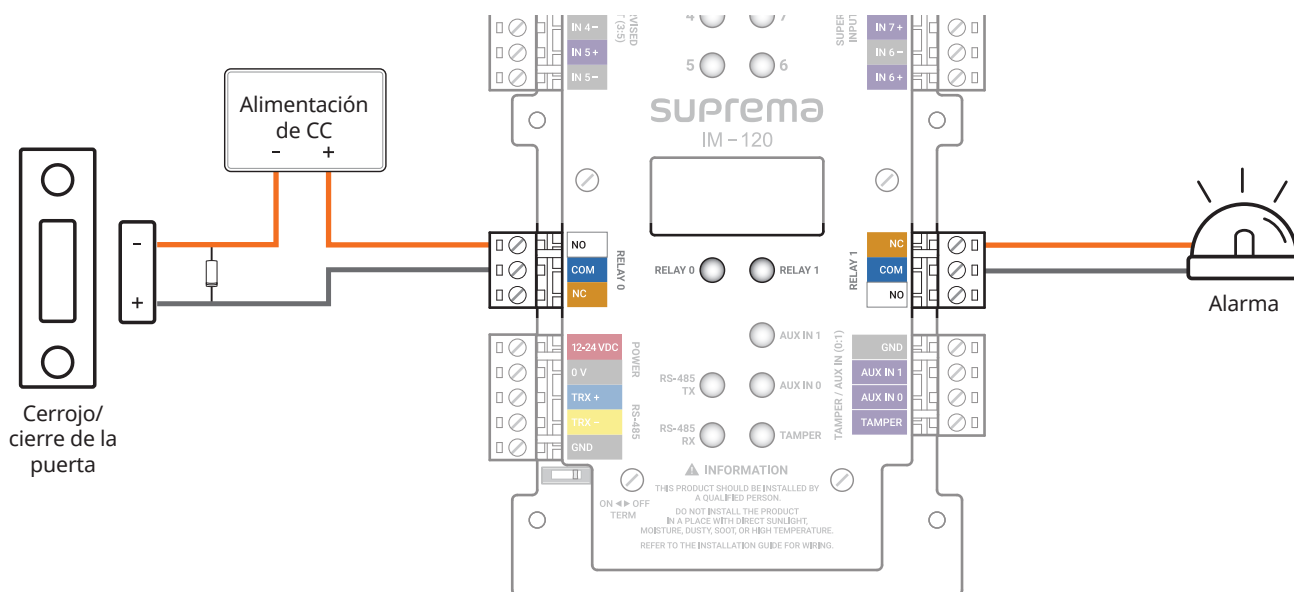 IN 4 −
IN 5 +
IN 5 −
(3:5)
4
7
5
6
SUPER
INPUT
IN 7 +
IN 6 −
IN 6 +
suprema
IM – 120
Alimentación
de CC
− +
-
+
Cerrojo/
cierre de la
puerta
NO
COM
NC
RELAY 0
RELAY 0
RELAY 1
RELAY 1
NC
COM
NO
Alarma
12-24 VDC
0 V
TRX +
TRX −
GND
POWER
RS-485
AUX IN 1
RS-485
TX
AUX IN 0
RS-485
RX
TAMPER
TAMPER / AUX IN (0:1)
GND
AUX IN 1
AUX IN 0
TAMPER
ON ◄► OFF
TERM
INFORMATION
THIS PRODUCT SHOULD BE INSTALLED BY
A QUALIFIED PERSON.
DO NOT INSTALL THE PRODUCT
IN A PLACE WITH DIRECT SUNLIGHT,
MOISTURE, DUSTY, SOOT, OR HIGH TEMPERATURE.
REFER TO THE INSTALLATION GUIDE FOR WIRING.